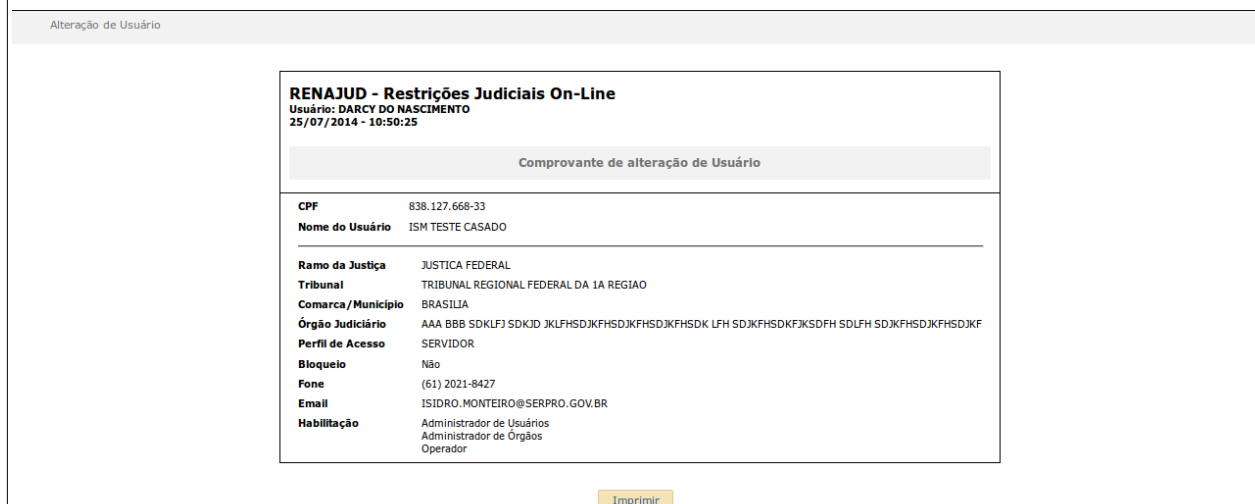 Alteração de Usuário
RENAJUD - Restrições Judiciais On-Line
Usuário: DARCY DO NASCIMENTO
25/07/2014 - 10:50:25
Comprovante de alteração de Usuário
CPF 838.127.668-33
Nome do Usuário ISM TESTE CASADO
Ramo da Justiça JUSTICA FEDERAL
Tribunal TRIBUNAL REGIONAL FEDERAL DA 1A REGIAO
Comarca/Município BRASILIA
Órgão Judiciário AAA BBB SDKLFJ SDKJD JKLFHSDJKFHSDJKFHSDJKFHSDK LFH SDJKFHSDKFJKSDFH SDLFH SDJKFHSDJKFHSDJKF
Perfil de Acesso SERVIDOR
Bloqueio Não
Fone (61) 2021-8427
Email ISIDRO.MONTEIRO@SERPRO.GOV.BR
Habilitação Administrador de Usuários
Administrador de Órgãos
Operador
Imprimir